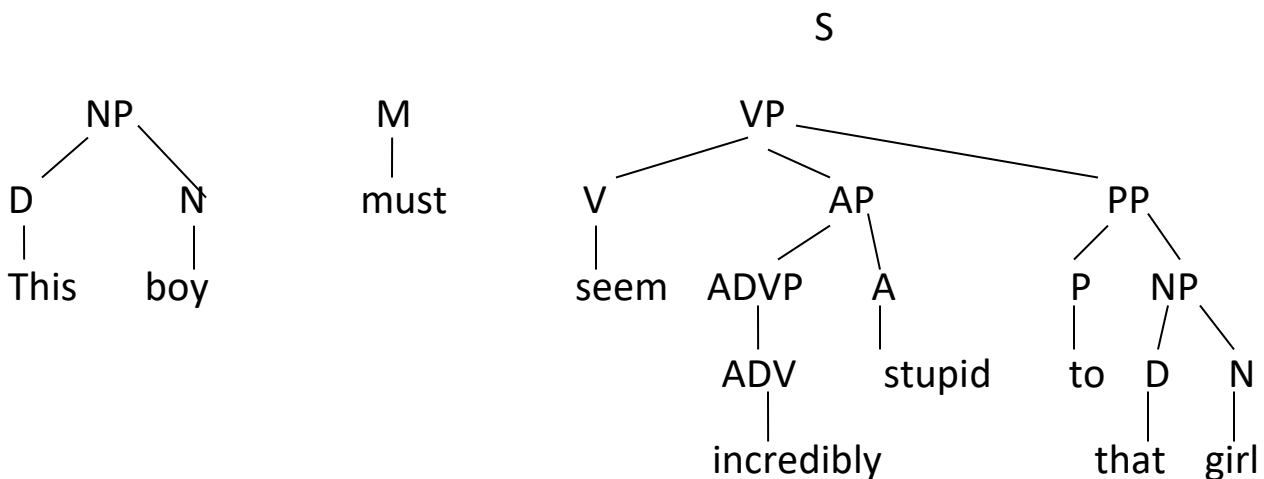 S
NP M VP
D N must V AP PP
This boy seem ADVP A P NP
ADV stupid to D N
incredibly that girl